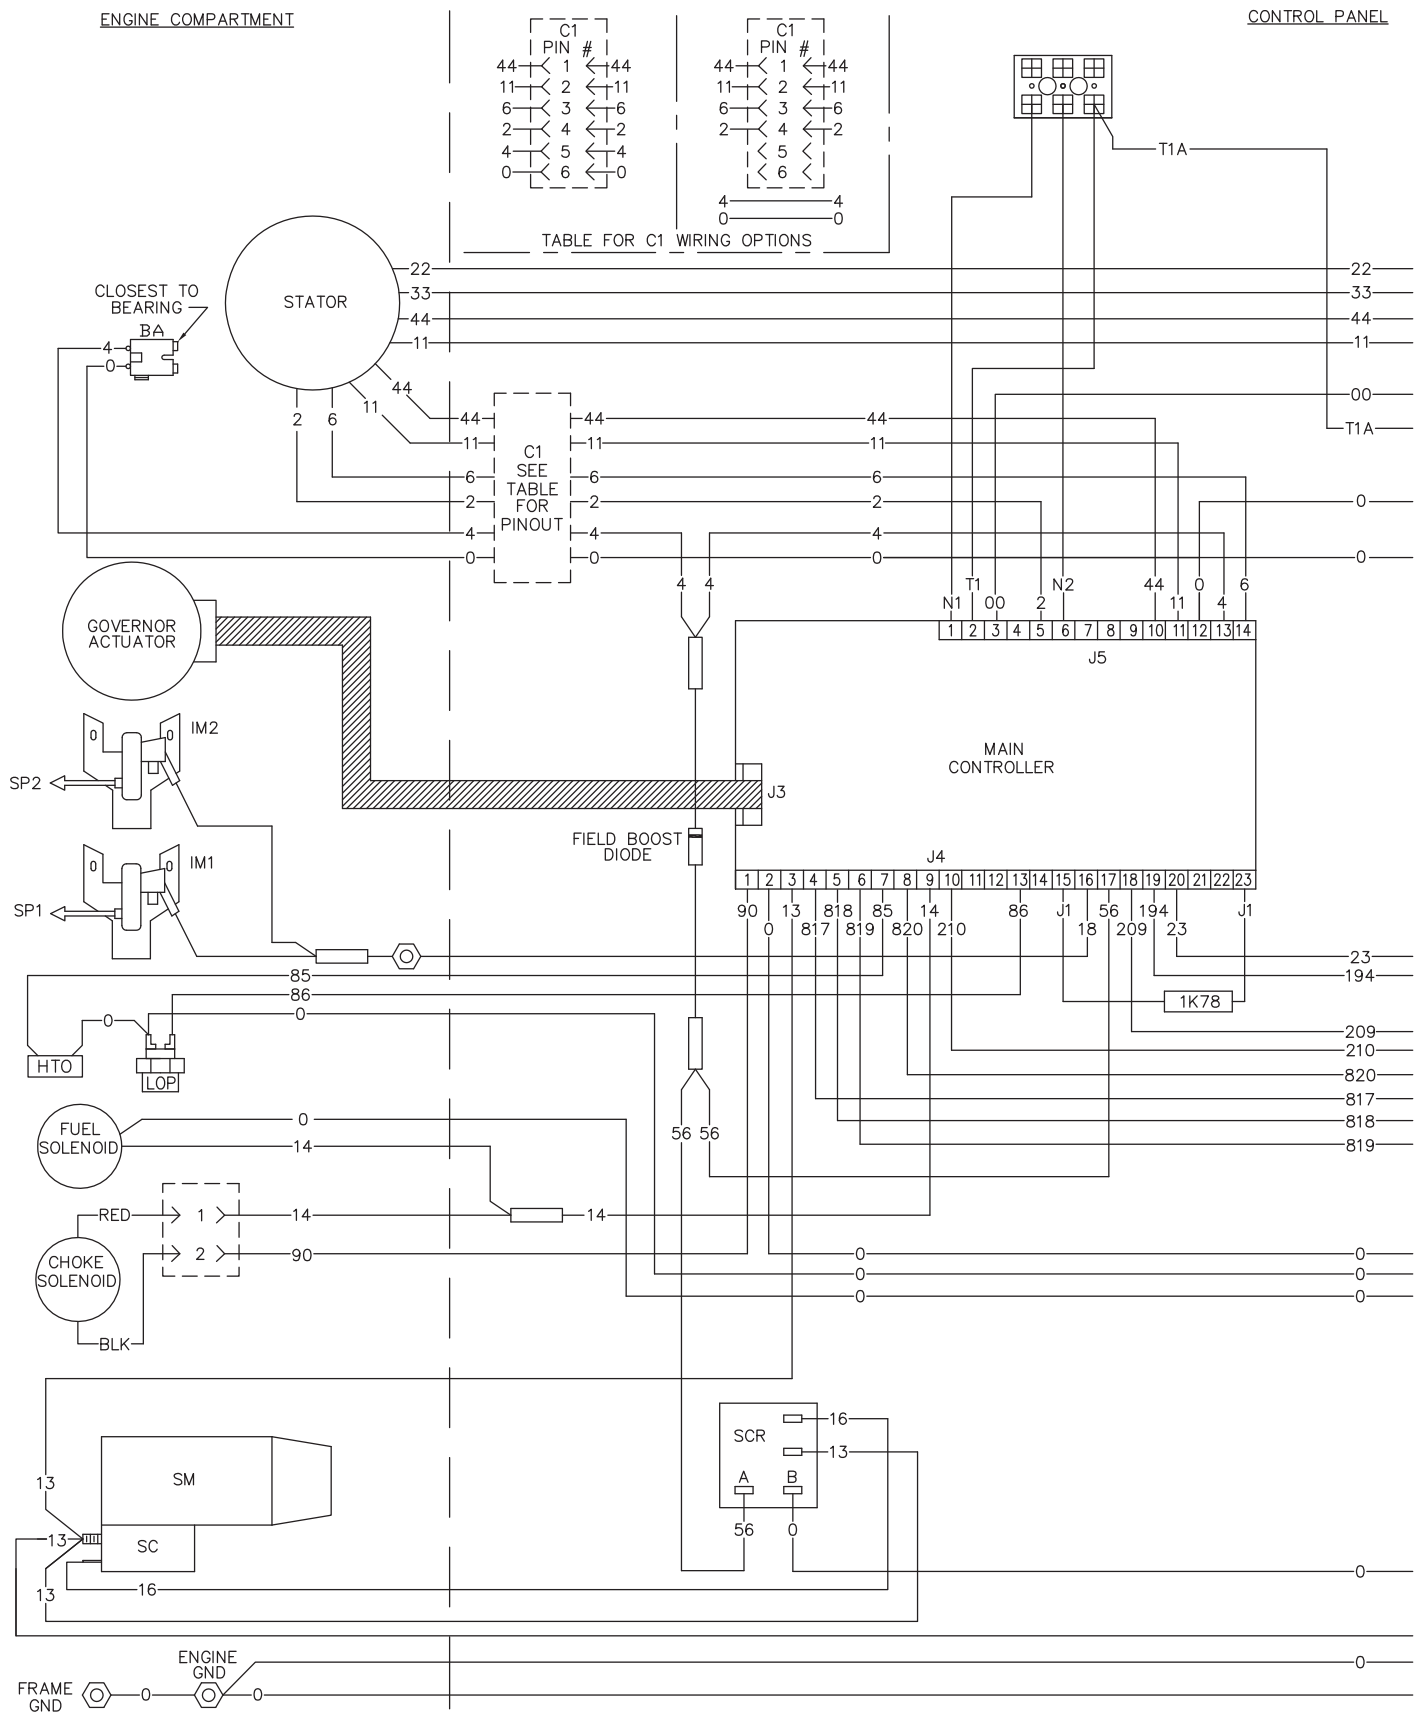 ENGINE COMPARTMENT
CONTROL PANEL
C1
PIN #
44 1 44
11 2 11
6 3 6
2 4 2
4 5 4
0 6 0
C1
PIN #
44 1 44
11 2 11
6 3 6
2 4 2
5
6
4 4
0 0
TABLE FOR C1 WIRING OPTIONS
T1A
STATOR
22 22
33 33
44 44
11 11
CLOSEST TO
BEARING
BA
4
0
44
11
2 6
00
T1A
44 44 44
11 11 11
6 6 6
2 2 2 0
4 4 4
0 0 0 0
C1
SEE
TABLE
FOR
PINOUT
4 4
N1 T1 00 2 N2 44 11 0 4 6
1 2 3 4 5 6 7 8 9 10 11 12 13 14
J5
GOVERNOR
ACTUATOR
MAIN
CONTROLLER
J3
IM2
SP2
FIELD BOOST
DIODE
J4
IM1
SP1
1 2 3 4 5 6 7 8 9 10 11 12 13 14 15 16 17 18 19 20 21 22 23
90 13 818 85 14 86 J1 56 194 J1
0 817 819 820 210 18 209 23
23
85 194
86
1K78
0 0
209
HTO
LOP
210
820
817
818
819
56 56
FUEL
SOLENOID
0
14
RED 1 14 14
2 90 0 0
0 0
0 0
CHOKE
SOLENOID
BLK
SCR
16
13
A B
56 0
SM
SC
13
13
13
16
0
ENGINE
GND
0
FRAME
GND
0 0